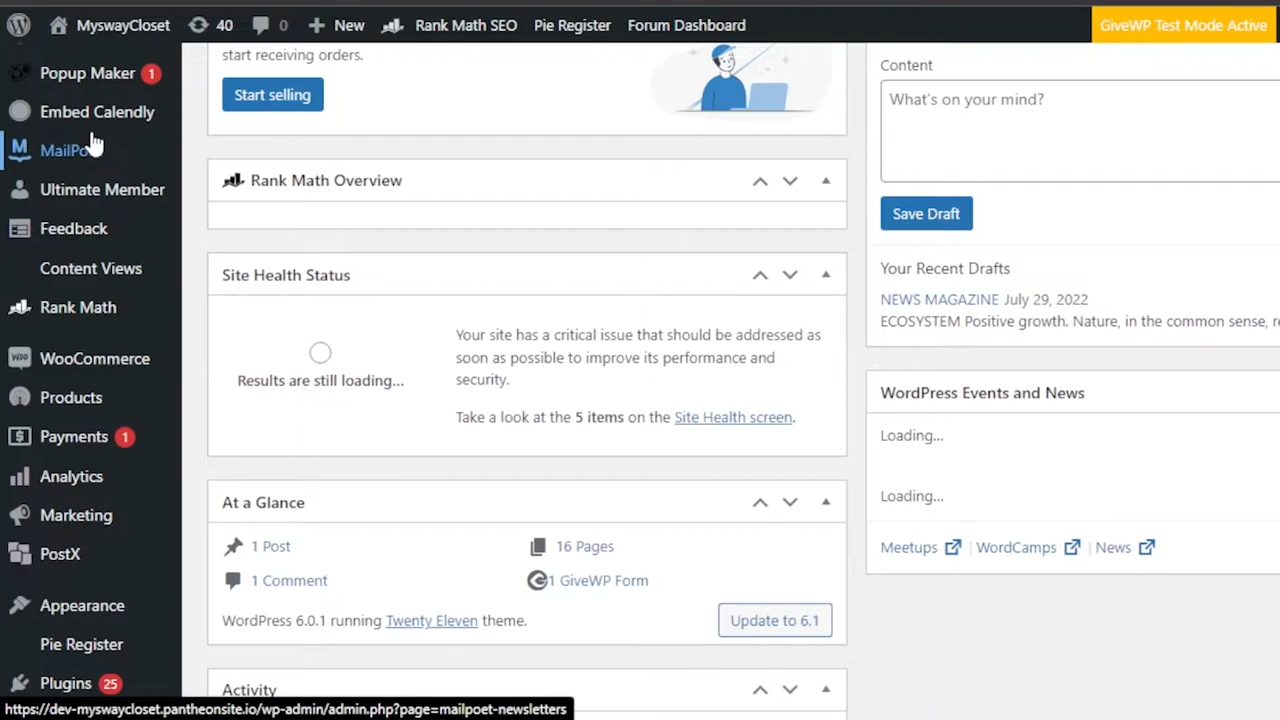 MyswayCloset
40
0
New
Rank Math SEO
Pie Register
Forum Dashboard
GiveWP Test Mode Active
Popup Maker 1
Embed Calendly
MailPo
Ultimate Member
Feedback
Content Views
Rank Math
WooCommerce
Products
Payments 1
Analytics
Marketing
PostX
Appearance
Pie Register
Plugins 25
start receiving orders.
Start selling
Rank Math Overview
Site Health Status
Results are still loading...
Your site has a critical issue that should be addressed as
soon as possible to improve its performance and
security.
Take a look at the 5 items on the Site Health screen.
At a Glance
1 Post
16 Pages
1 Comment
1 GiveWP Form
WordPress 6.0.1 running Twenty Eleven theme.
Update to 6.1
Activity
Content
What's on your mind?
Save Draft
Your Recent Drafts
NEWS MAGAZINE July 29, 2022
ECOSYSTEM Positive growth. Nature, in the common sense,
WordPress Events and News
Loading...
Loading...
Meetups | WordCamps | News
https://dev-myswaycloset.pantheonsite.io/wp-admin/admin.php?page=mailpoet-newsletters